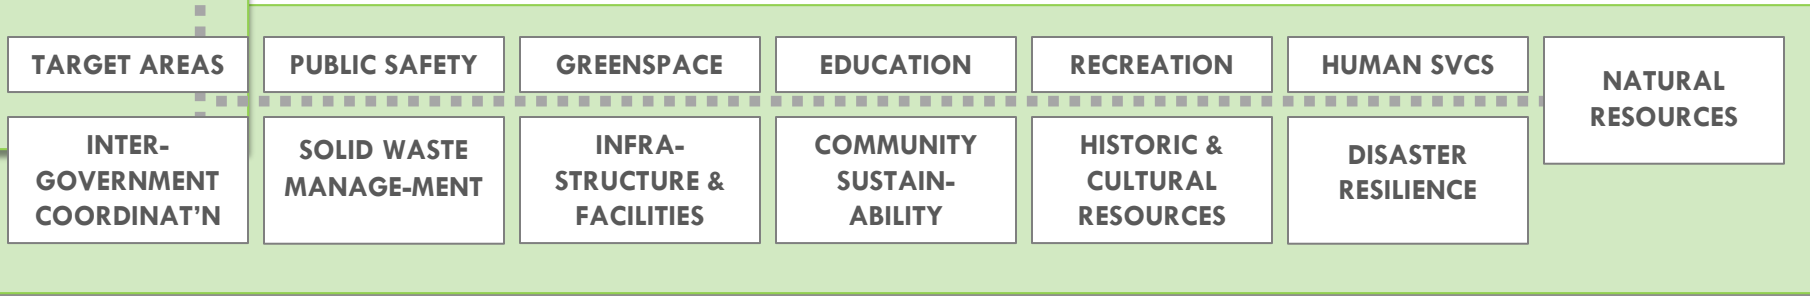 TARGET AREAS
PUBLIC SAFETY
GREENSPACE
EDUCATION
RECREATION
HUMAN SVCS
NATURAL
RESOURCES
INTER-
GOVERNMENT
COORDINAT’N
SOLID WASTE
MANAGE-MENT
INFRA-
STRUCTURE &
FACILITIES
COMMUNITY
SUSTAIN-
ABILITY
HISTORIC &
CULTURAL
RESOURCES
DISASTER
RESILIENCE